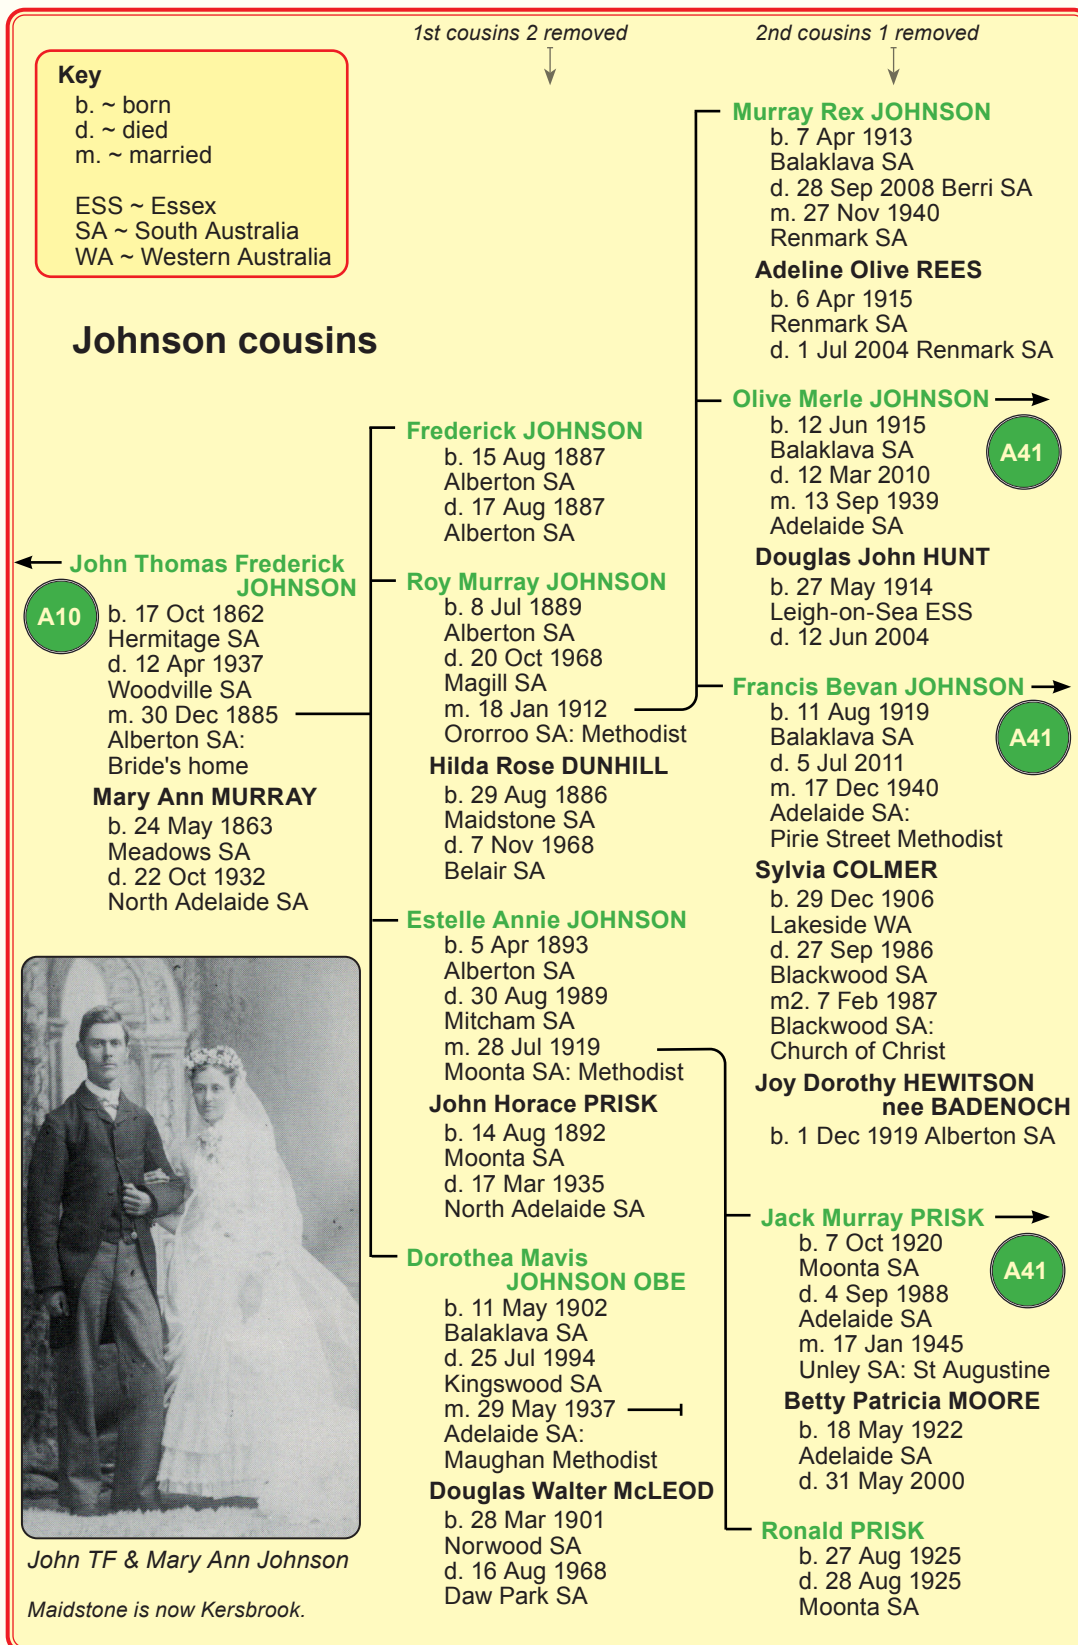 1st cousins 2 removed
2nd cousins 1 removed
Key
b. ~ born
d. ~ died
m. ~ married
ESS ~ Essex
SA ~ South Australia
WA ~ Western Australia
Johnson cousins
John Thomas Frederick
JOHNSON
A10
b. 17 Oct 1862
Hermitage SA
d. 12 Apr 1937
Woodville SA
m. 30 Dec 1885
Alberton SA:
Bride's home
Mary Ann MURRAY
b. 24 May 1863
Meadows SA
d. 22 Oct 1932
North Adelaide SA
John TF & Mary Ann Johnson
Maidstone is now Kersbrook.
Frederick JOHNSON
b. 15 Aug 1887
Alberton SA
d. 17 Aug 1887
Alberton SA
Roy Murray JOHNSON
b. 8 Jul 1889
Alberton SA
d. 20 Oct 1968
Magill SA
m. 18 Jan 1912
Ororroo SA: Methodist
Hilda Rose DUNHILL
b. 29 Aug 1886
Maidstone SA
d. 7 Nov 1968
Belair SA
Estelle Annie JOHNSON
b. 5 Apr 1893
Alberton SA
d. 30 Aug 1989
Mitcham SA
m. 28 Jul 1919
Moonta SA: Methodist
John Horace PRISK
b. 14 Aug 1892
Moonta SA
d. 17 Mar 1935
North Adelaide SA
Dorothea Mavis
JOHNSON OBE
b. 11 May 1902
Balaklava SA
d. 25 Jul 1994
Kingswood SA
m. 29 May 1937
Adelaide SA:
Maughan Methodist
Douglas Walter McLEOD
b. 28 Mar 1901
Norwood SA
d. 16 Aug 1968
Daw Park SA
Murray Rex JOHNSON
b. 7 Apr 1913
Balaklava SA
d. 28 Sep 2008 Berri SA
m. 27 Nov 1940
Renmark SA
Adeline Olive REES
b. 6 Apr 1915
Renmark SA
d. 1 Jul 2004 Renmark SA
Olive Merle JOHNSON
A41
b. 12 Jun 1915
Balaklava SA
d. 12 Mar 2010
m. 13 Sep 1939
Adelaide SA
Douglas John HUNT
b. 27 May 1914
Leigh-on-Sea ESS
d. 12 Jun 2004
Francis Bevan JOHNSON
A41
b. 11 Aug 1919
Balaklava SA
d. 5 Jul 2011
m. 17 Dec 1940
Adelaide SA:
Pirie Street Methodist
Sylvia COLMER
b. 29 Dec 1906
Lakeside WA
d. 27 Sep 1986
Blackwood SA
m2. 7 Feb 1987
Blackwood SA:
Church of Christ
Joy Dorothy HEWITSON
nee BADENOCH
b. 1 Dec 1919 Alberton SA
Jack Murray PRISK
A41
b. 7 Oct 1920
Moonta SA
d. 4 Sep 1988
Adelaide SA
m. 17 Jan 1945
Unley SA: St Augustine
Betty Patricia MOORE
b. 18 May 1922
Adelaide SA
d. 31 May 2000
Ronald PRISK
b. 27 Aug 1925
d. 28 Aug 1925
Moonta SA